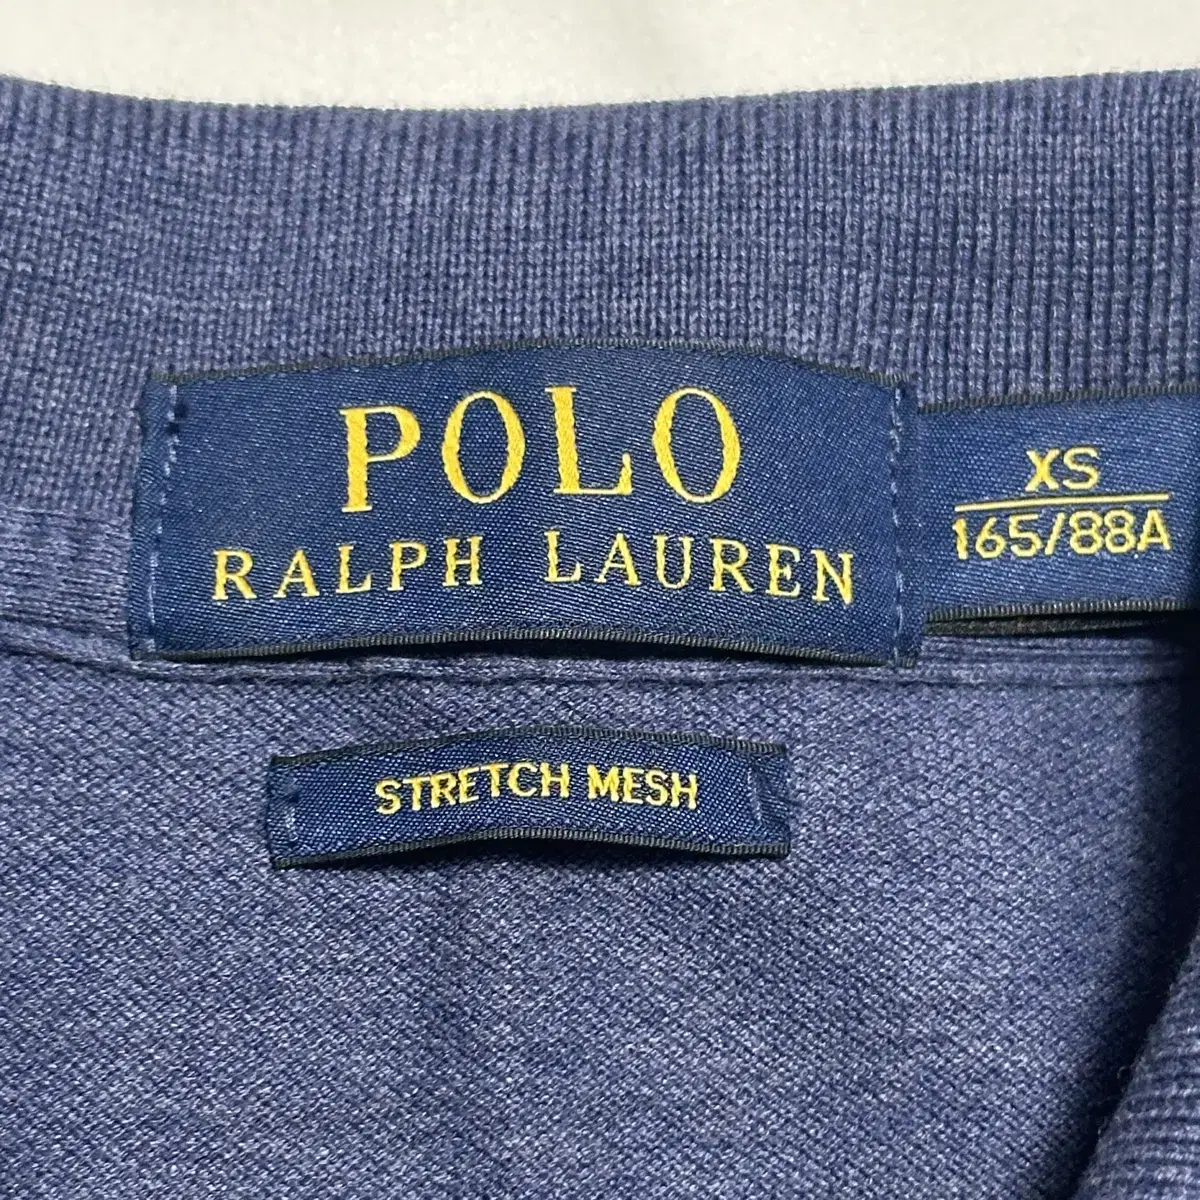 POLO
RALPH LAUREN
XS
165/88A
STRETCH MESH